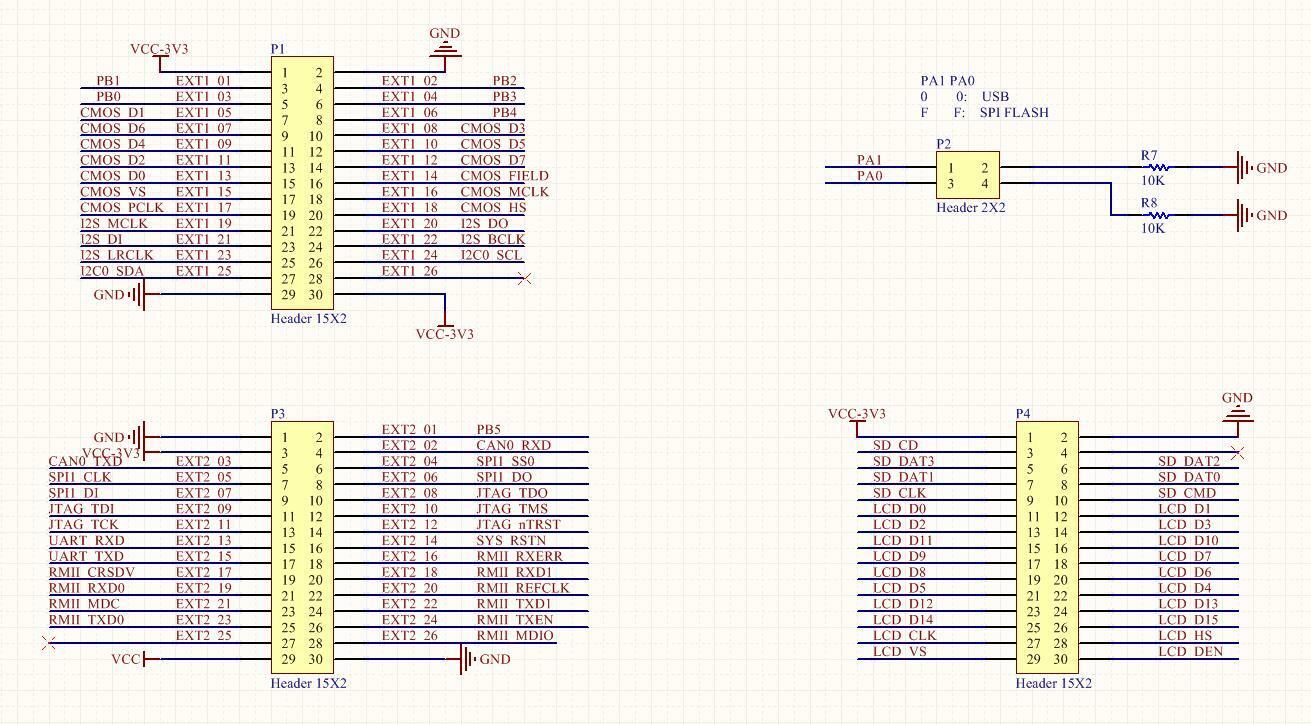 GND
VCC-3V3 P1
1 2
PB1 EXT1_01 3 4 EXT1_02 PB2
PB0 EXT1_03 5 6 EXT1_04 PB3
CMOS_D1 EXT1_05 7 8 EXT1_06 PB4
CMOS_D6 EXT1_07 9 10 EXT1_08 CMOS_D3
CMOS_D4 EXT1_09 11 12 EXT1_10 CMOS_D5
CMOS_D2 EXT1_11 13 14 EXT1_12 CMOS_D7
CMOS_D0 EXT1_13 15 16 EXT1_14 CMOS_FIELD
CMOS_VS EXT1_15 17 18 EXT1_16 CMOS_MCLK
CMOS_PCLK EXT1_17 19 20 EXT1_18 CMOS_HS
I2S_MCLK EXT1_19 21 22 EXT1_20 I2S_DO
I2S_DI EXT1_21 23 24 EXT1_22 I2S_BCLK
I2S_LRCLK EXT1_23 25 26 EXT1_24 I2C0_SCL
I2C0_SDA EXT1_25 27 28 EXT1_26
GND 29 30
Header 15X2
VCC-3V3
PA1 PA0
0 0: USB
F F: SPI FLASH
P2
PA1 1 2 R7 10K GND
PA0 3 4 R8 10K GND
Header 2X2
P3
GND 1 2 EXT2_01 PB5
VCC-3V3 3 4 EXT2_02 CAN0_RXD
CAN0_TXD EXT2_03 5 6 EXT2_04 SPI1_SS0
SPI1_CLK EXT2_05 7 8 EXT2_06 SPI1_DO
SPI1_DI EXT2_07 9 10 EXT2_08 JTAG_TDO
JTAG_TDI EXT2_09 11 12 EXT2_10 JTAG_TMS
JTAG_TCK EXT2_11 13 14 EXT2_12 JTAG_nTRST
UART_RXD EXT2_13 15 16 EXT2_14 SYS_RSTN
UART_TXD EXT2_15 17 18 EXT2_16 RMII_RXERR
RMII_CRSDV EXT2_17 19 20 EXT2_18 RMII_RXD1
RMII_RXD0 EXT2_19 21 22 EXT2_20 RMII_REFCLK
RMII_MDC EXT2_21 23 24 EXT2_22 RMII_TXD1
RMII_TXD0 EXT2_23 25 26 EXT2_24 RMII_TXEN
EXT2_25 27 28 EXT2_26 RMII_MDIO
VCC 29 30 GND
Header 15X2
GND
VCC-3V3 P4
1 2
SD_CD 3 4
SD_DAT3 5 6 SD_DAT2
SD_DAT1 7 8 SD_DAT0
SD_CLK 9 10 SD_CMD
LCD_D0 11 12 LCD_D1
LCD_D2 13 14 LCD_D3
LCD_D11 15 16 LCD_D10
LCD_D9 17 18 LCD_D7
LCD_D8 19 20 LCD_D6
LCD_D5 21 22 LCD_D4
LCD_D12 23 24 LCD_D13
LCD_D14 25 26 LCD_D15
LCD_CLK 27 28 LCD_HS
LCD_VS 29 30 LCD_DEN
Header 15X2